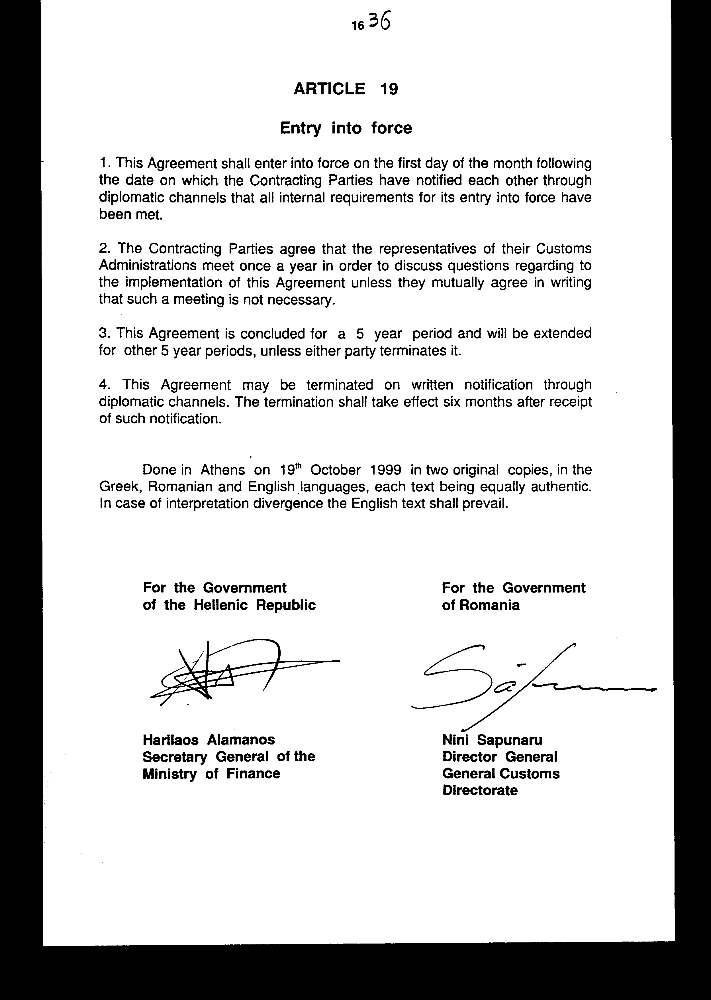 16 36
ARTICLE 19
Entry into force
1. This Agreement shall enter into force on the first day of the month following
the date on which the Contracting Parties have notified each other through
diplomatic channels that all internal requirements for its entry into force have
been met.
2. The Contracting Parties agree that the representatives of their Customs
Administrations meet once a year in order to discuss questions regarding to
the implementation of this Agreement unless they mutually agree in writing
that such a meeting is not necessary.
3. This Agreement is concluded for a 5 year period and will be extended
for other 5 year periods, unless either party terminates it.
4. This Agreement may be terminated on written notification through
diplomatic channels. The termination shall take effect six months after receipt
of such notification.
Done in Athens on 19th October 1999 in two original copies, in the
Greek, Romanian and English languages, each text being equally authentic.
In case of interpretation divergence the English text shall prevail.
For the Government
of the Hellenic Republic
For the Government
of Romania
Harilaos Alamanos
Secretary General of the
Ministry of Finance
Nini Sapunaru
Director General
General Customs
Directorate